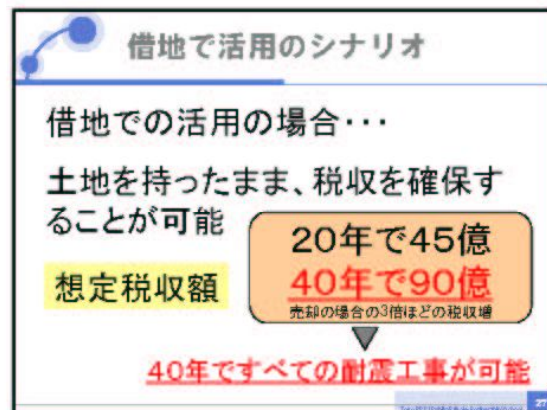 借地で活用のシナリオ
借地での活用の場合・・・
土地を持ったまま、税収を確保す
ることが可能
想定税収額
20年で45億
40年で90億
売却の場合の3倍ほどの税収増
40年ですべての耐震工事が可能
27